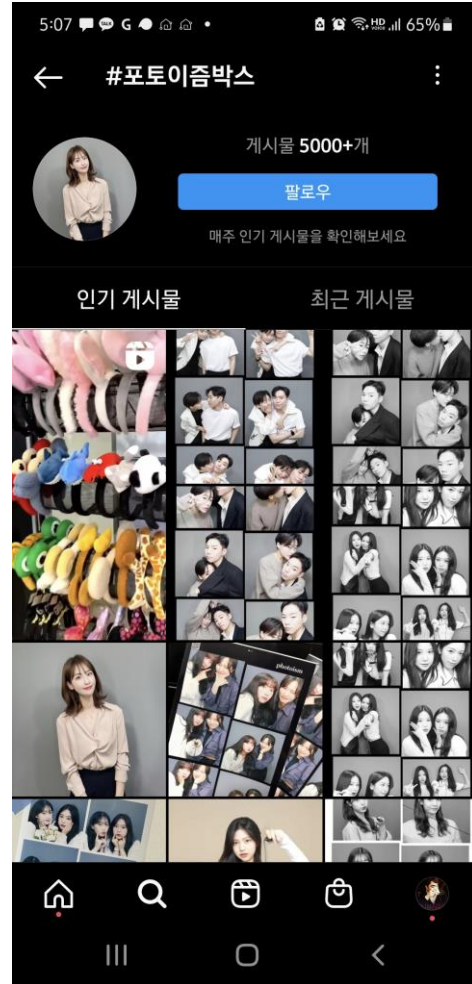 5:07
65%
#포토이즘박스
게시물 5000+개
팔로우
매주 인기 게시물을 확인해보세요
인기 게시물
최근 게시물
photoism